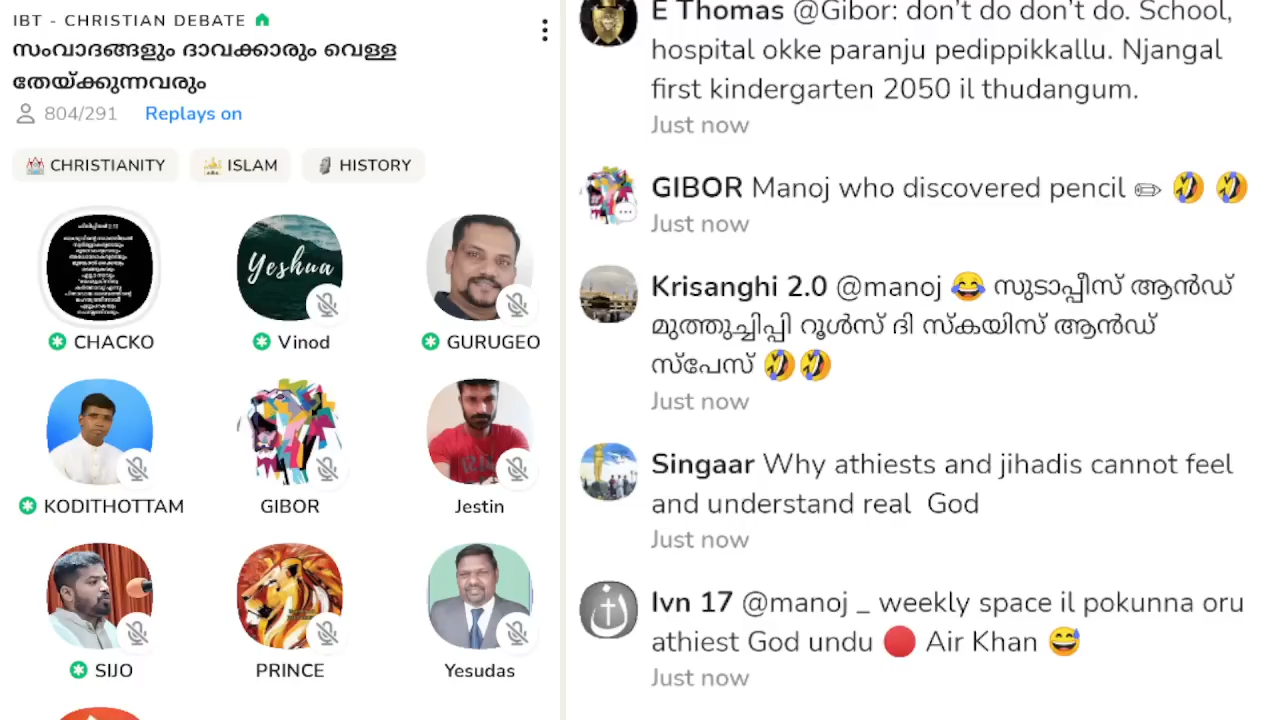 IBT - CHRISTIAN DEBATE
സംവാദങ്ങളും ദാവക്കാരും വെള്ള
തേയ്ക്കുന്നവരും
804/291 Replays on
CHRISTIANITY ISLAM HISTORY
Yeshua
CHACKO Vinod GURUGEO
KODITHOTTAM GIBOR Jestin
SIJO PRINCE Yesudas
E Thomas @Gibor: don’t do don’t do. School,
hospital okke paranju pedippikkallu. Njangal
first kindergarten 2050 il thudangum.
Just now
GIBOR Manoj who discovered pencil ✏ 🤣 🤣
Just now
Krisanghi 2.0 @manoj 😂 സുടാപ്പീസ് ആൻഡ്
മുത്തുച്ചിപ്പി റൂൾസ് ദി സ്കയിസ് ആൻഡ്
സ്പേസ് 🤣🤣
Just now
Singaar Why athiests and jihadis cannot feel
and understand real God
Just now
Ivn 17 @manoj _ weekly space il pokunna oru
athiest God undu 🔴 Air Khan 😅
Just now